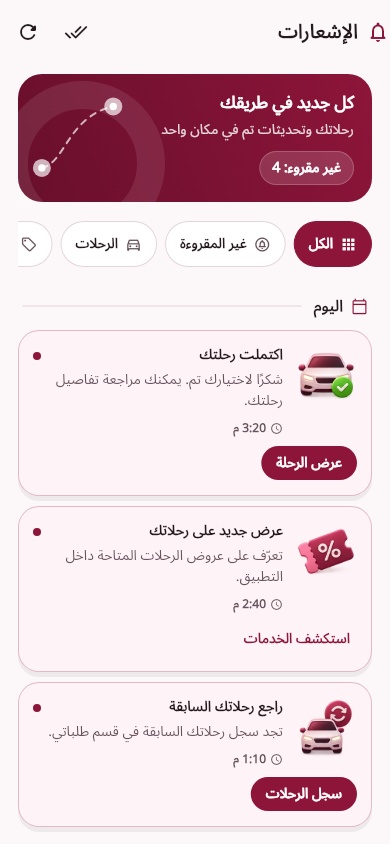 الإشعارات
كل جديد في طريقك
رحلاتك وتحديثات تم في مكان واحد
غير مقروء: 4
الكل
غير المقروءة
الرحلات
اليوم
اكتملت رحلتك
شكرًا لاختيارك تم. يمكنك مراجعة تفاصيل
رحلتك.
3:20 م
عرض الرحلة
عرض جديد على رحلاتك
تعرّف على عروض الرحلات المتاحة داخل
التطبيق.
2:40 م
استكشف الخدمات
راجع رحلاتك السابقة
تجد سجل رحلاتك السابقة في قسم طلباتي.
1:10 م
سجل الرحلات